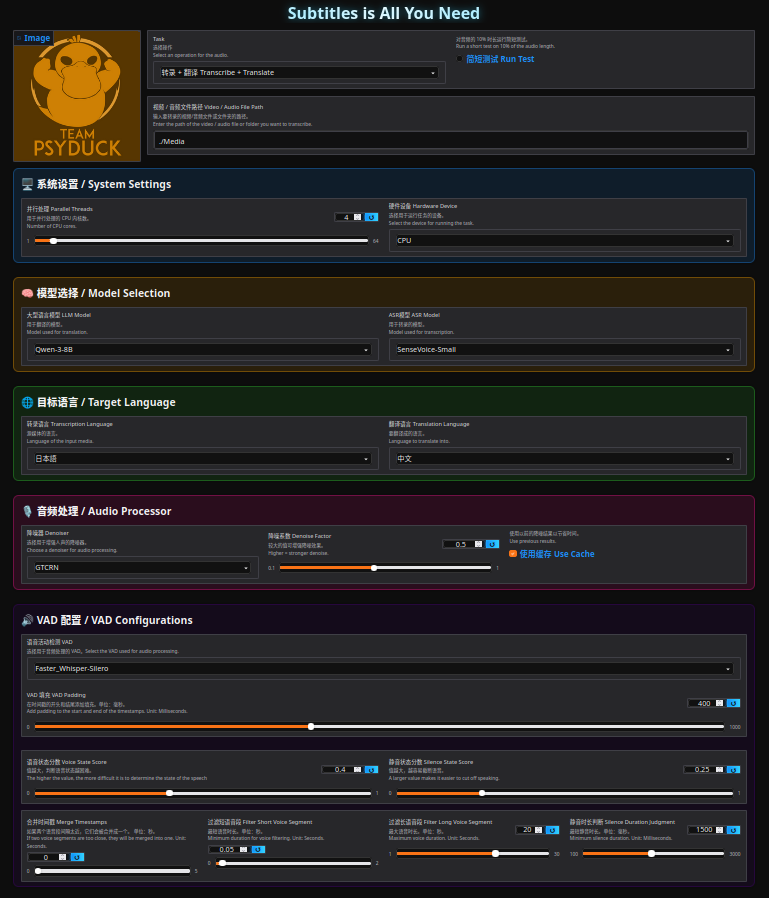 Subtitles is All You Need
Image
TEAM
PSYDUCK
Task
选择操作
Select an operation for the audio.
转录 + 翻译 Transcribe + Translate
对音频的 10% 时长运行简短测试。
Run a short test on 10% of the audio length.
简短测试 Run Test
视频 / 音频文件路径 Video / Audio File Path
输入要转录的视频/音频文件或文件夹的路径。
Enter the path of the video / audio file or folder you want to transcribe.
./Media
系统设置 / System Settings
并行处理 Parallel Threads
用于并行处理的 CPU 内核数。
Number of CPU cores.
4
1
64
硬件设备 Hardware Device
选择用于运行任务的设备。
Select the device for running the task.
CPU
模型选择 / Model Selection
大型语言模型 LLM Model
用于翻译的模型。
Model used for translation.
Qwen-3-8B
ASR模型 ASR Model
用于转录的模型。
Model used for transcription.
SenseVoice-Small
目标语言 / Target Language
转录语言 Transcription Language
源媒体的语言。
Language of the input media.
日本語
翻译语言 Translation Language
要翻译成的语言。
Language to translate into.
中文
音频处理 / Audio Processor
降噪器 Denoiser
选择用于增强人声的降噪器。
Choose a denoiser for audio processing.
GTCRN
降噪系数 Denoise Factor
较大的值可增强降噪效果。
Higher = stronger denoise.
0.5
0.1
1
使用以前的降噪结果以节省时间。
Use previous results.
使用缓存 Use Cache
VAD 配置 / VAD Configurations
语音活动检测 VAD
选择用于音频处理的 VAD。Select the VAD used for audio processing.
Faster_Whisper-Silero
VAD 填充 VAD Padding
在时间戳的开头和结尾添加填充。单位：毫秒。
Add padding to the start and end of the timestamps. Unit: Milliseconds.
400
0
1000
语音状态分数 Voice State Score
值越大，判断语音状态越困难。
The higher the value, the more difficult it is to determine the state of the speech
0.4
0
1
静音状态分数 Silence State Score
值越大，越容易截断语音。
A larger value makes it easier to cut off speaking.
0.25
0
1
合并时间戳 Merge Timestamps
如果两个语音段间隔太近，它们会被合并成一个。 单位：秒。
If two voice segments are too close, they will be merged into one. Unit:
Seconds.
0
0
5
过滤短语音段 Filter Short Voice Segment
最短语音时长。单位：秒。
Minimum duration for voice filtering. Unit: Seconds.
0.05
0
2
过滤长语音段 Filter Long Voice Segment
最大语音时长。单位：秒。
Maximum voice duration. Unit: Seconds.
20
1
30
静音时长判断 Silence Duration Judgment
最短静音时长。单位：毫秒。
Minimum silence duration. Unit: Milliseconds.
1500
100
3000